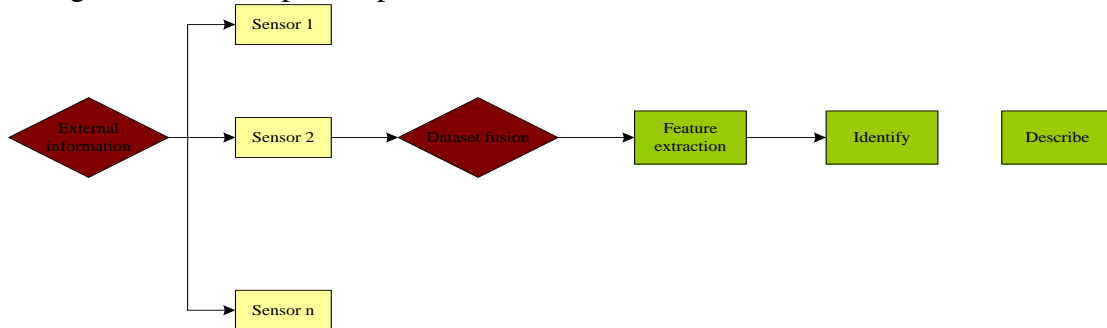 Sensor 1
External
information
Sensor 2
Dataset fusion
Feature
extraction
Identify
Describe
Sensor n